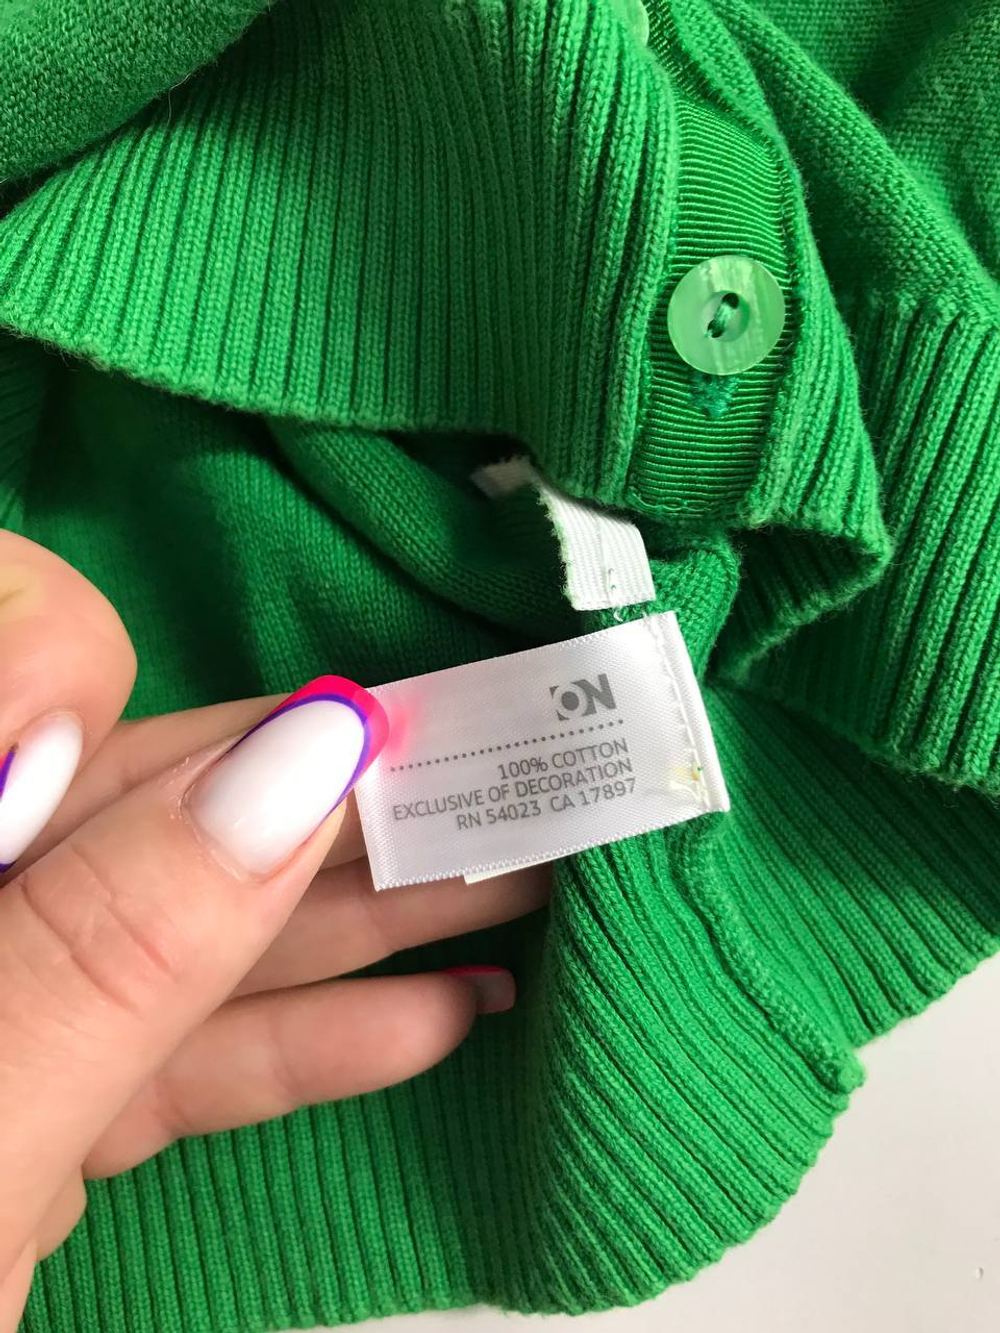 ON
100% COTTON
EXCLUSIVE OF DECORATION
RN 54023 CA 17897